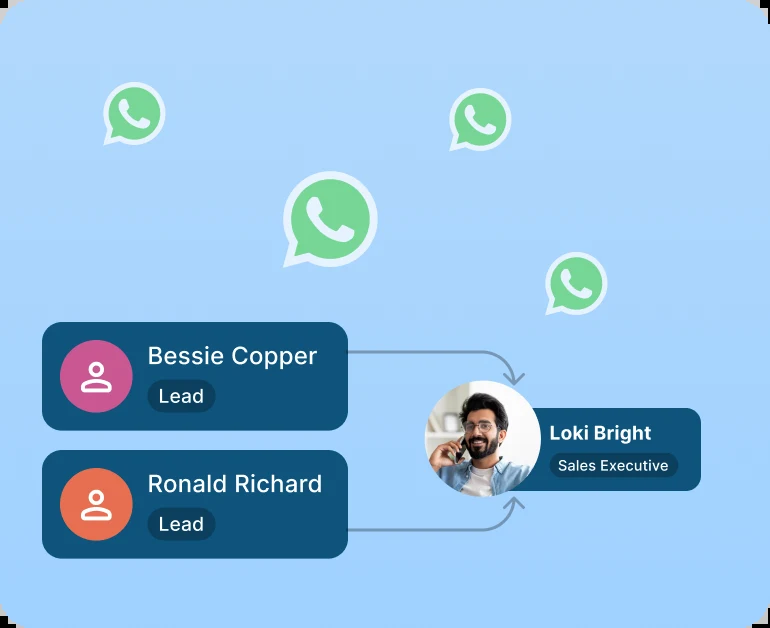 Bessie Copper
Lead
Ronald Richard
Lead
Loki Bright
Sales Executive